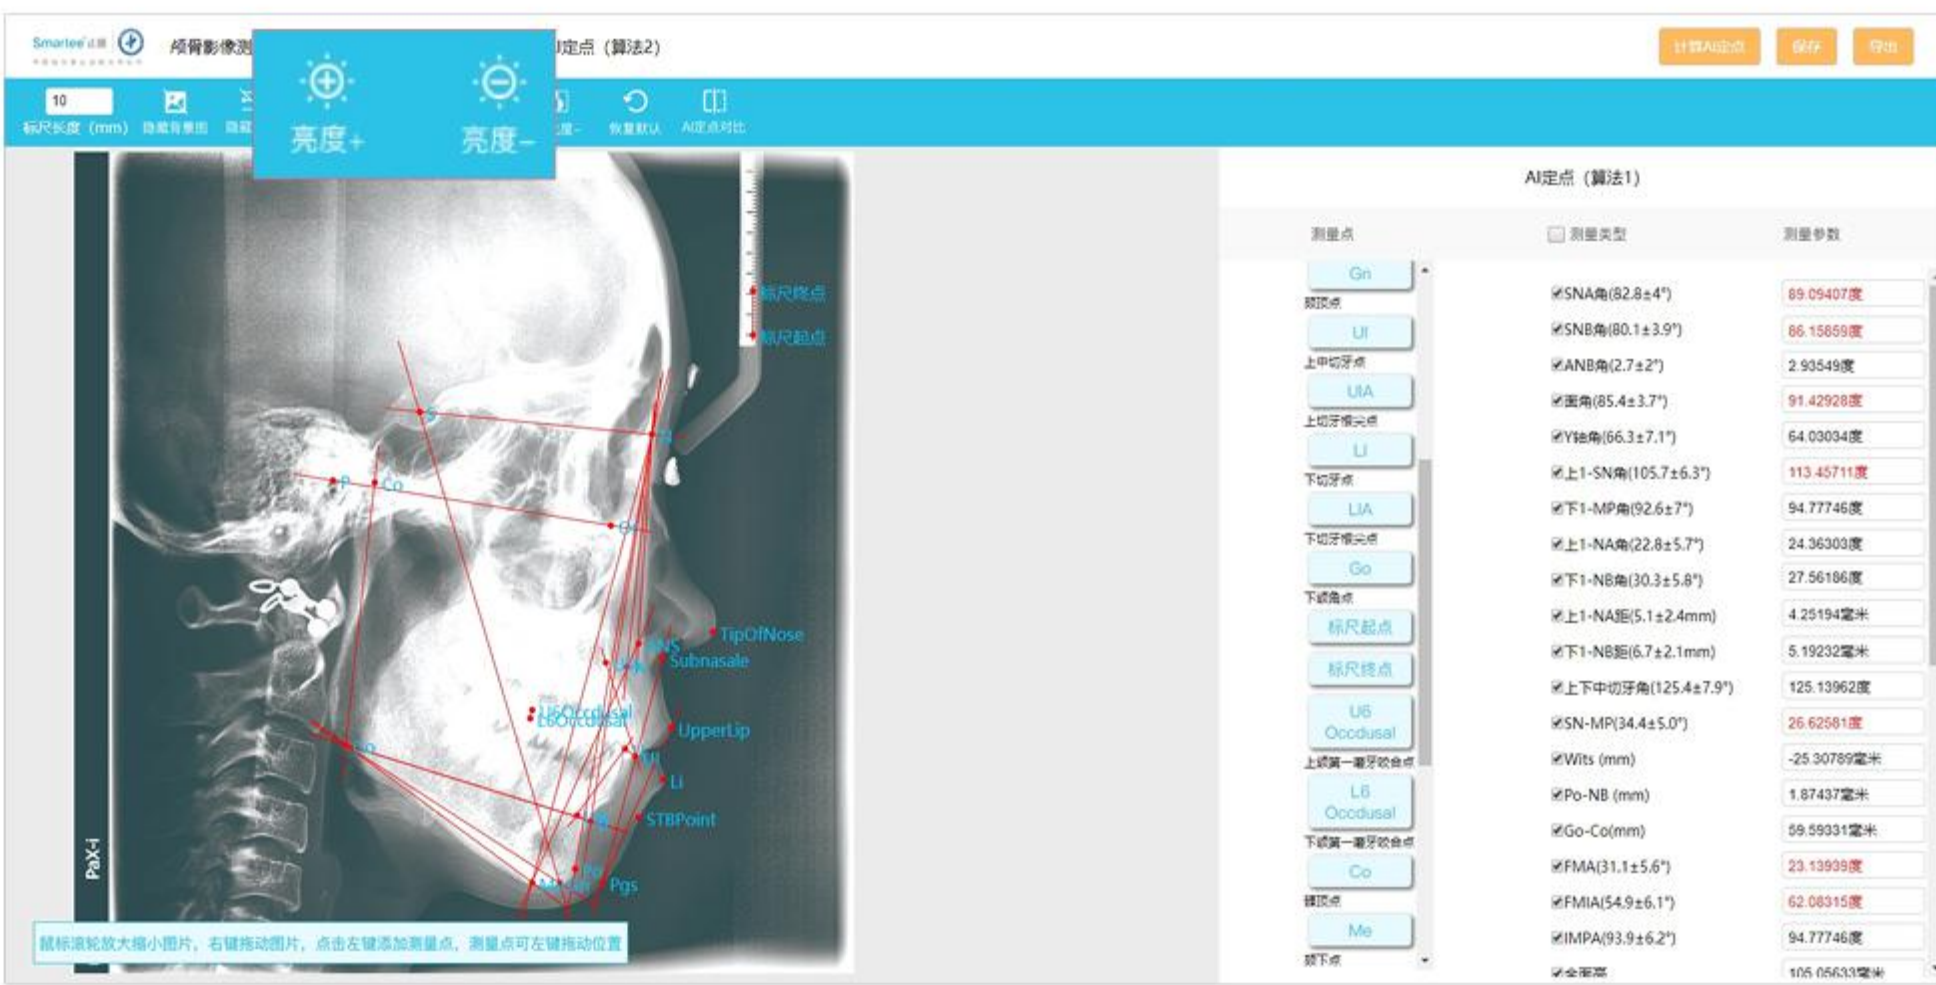 Smartee
颅骨影像测
定点（算法2）
计算AI定点
保存
导出
10
标尺长度（mm）
隐藏背景图
隐藏
亮度+
亮度−
恢复默认
AI定点对比
标尺终点
标尺起点
S
N
P
Co
Or
TipOfNose
ANS
Subnasale
U6Occdusal
L6Occdusal
UpperLip
Go
UI
Li
STBPoint
Po
Pgs
PaX-i
鼠标滚轮放大缩小图片，右键拖动图片，点击左键添加测量点，测量点可左键拖动位置
AI定点（算法1）
测量点
测量类型
测量参数
Gn
颏顶点
UI
上中切牙点
UIA
上切牙根尖点
LI
下切牙点
LIA
下切牙根尖点
Go
下颌角点
标尺起点
标尺终点
U6
Occdusal
上颌第一磨牙咬合点
L6
Occdusal
下颌第一磨牙咬合点
Co
髁顶点
Me
颏下点
SNA角(82.8±4°) 89.09407度
SNB角(80.1±3.9°) 86.15859度
ANB角(2.7±2°) 2.93549度
面角(85.4±3.7°) 91.42928度
Y轴角(66.3±7.1°) 64.03034度
上1-SN角(105.7±6.3°) 113.45711度
下1-MP角(92.6±7°) 94.77746度
上1-NA角(22.8±5.7°) 24.36303度
下1-NB角(30.3±5.8°) 27.56186度
上1-NA距(5.1±2.4mm) 4.25194毫米
下1-NB距(6.7±2.1mm) 5.19232毫米
上下中切牙角(125.4±7.9°) 125.13962度
SN-MP(34.4±5.0°) 26.62581度
Wits (mm) -25.30789毫米
Po-NB (mm) 1.87437毫米
Go-Co(mm) 59.59331毫米
FMA(31.1±5.6°) 23.13939度
FMIA(54.9±6.1°) 62.08315度
IMPA(93.9±6.2°) 94.77746度
全面高 105.05633毫米